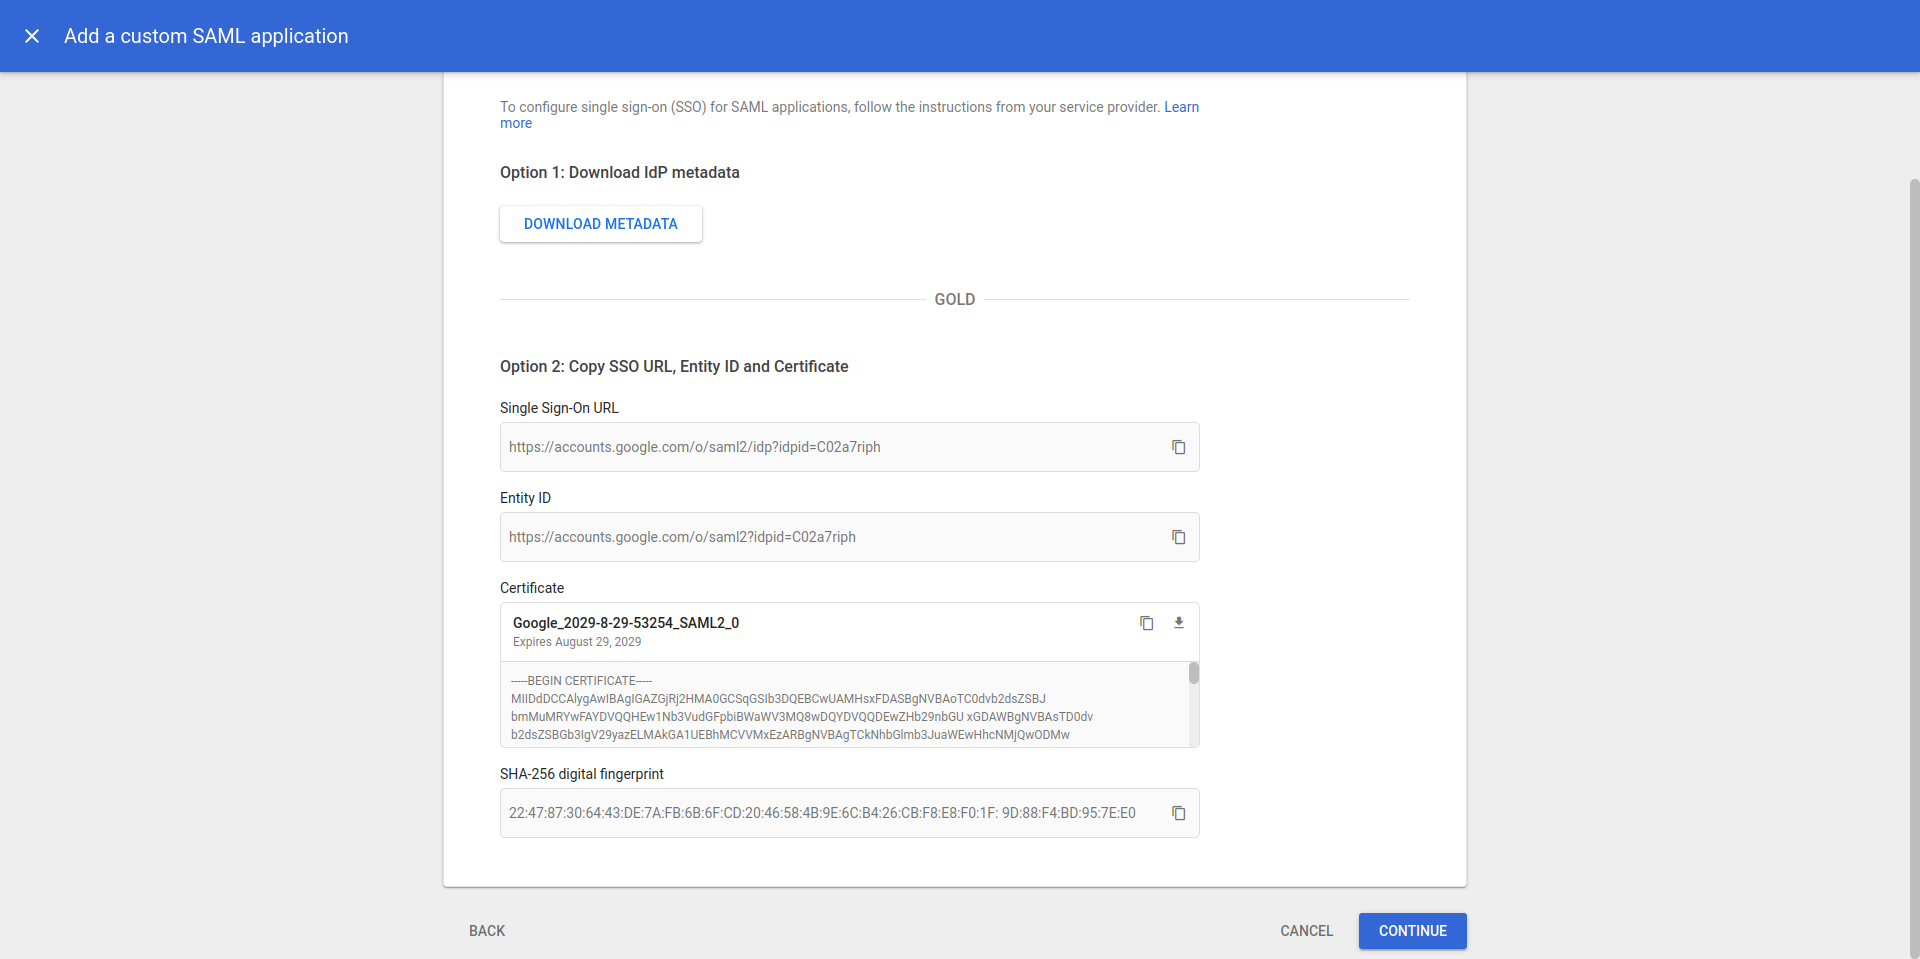 Add a custom SAML application
To configure single sign-on (SSO) for SAML applications, follow the instructions from your service provider. Learn
more
Option 1: Download IdP metadata
DOWNLOAD METADATA
GOLD
Option 2: Copy SSO URL, Entity ID and Certificate
Single Sign-On URL
https://accounts.google.com/o/saml2/idp?idpid=C02a7riph
Entity ID
https://accounts.google.com/o/saml2?idpid=C02a7riph
Certificate
Google_2029-8-29-53254_SAML2_0
Expires August 29, 2029
-----BEGIN CERTIFICATE-----
MIIDdDCCAlygAwIBAgIGAZGjRj2HMA0GCSqGSIb3DQEBCwUAMHsxFDASBgNVBAoTC0dvb2dsZSBJ
bmMuMRYwFAYDVQQHEw1Nb3VudGFpbiBWaWV3MQ8wDQYDVQQDEwZHb29nbGU xGDAWBgNVBAsTD0dv
b2dsZSBGb3IgV29yazELMAkGA1UEBhMCVVMxEzARBgNVBAgTCkNhbGlmb3JuaWEwHhcNMjQwODMw
SHA-256 digital fingerprint
22:47:87:30:64:43:DE:7A:FB:6B:6F:CD:20:46:58:4B:9E:6C:B4:26:CB:F8:E8:F0:1F: 9D:88:F4:BD:95:7E:E0
BACK
CANCEL
CONTINUE